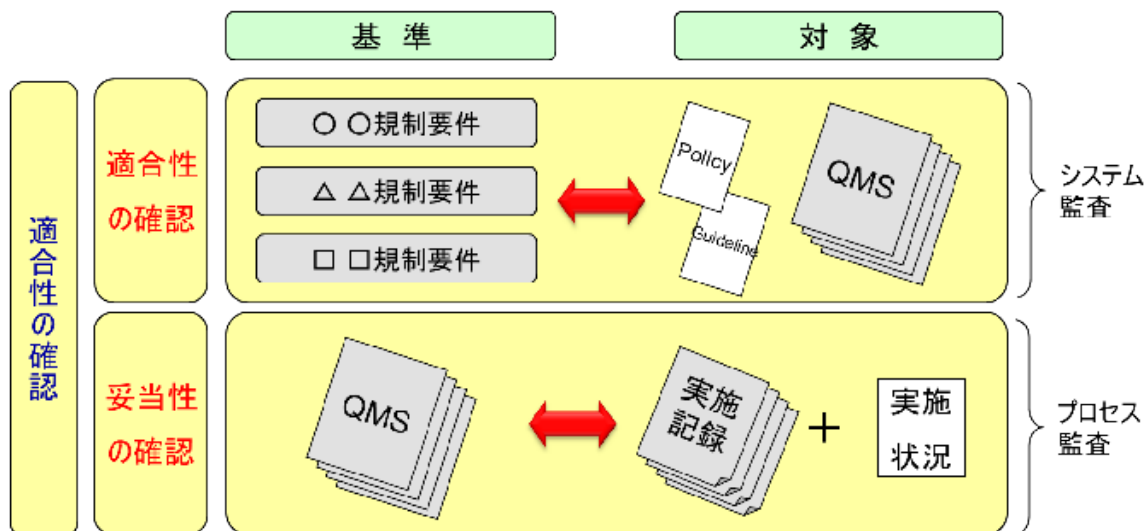 基 準
対 象
適合性の確認
適合性
の確認
○ ○規制要件
△ △規制要件
□ □規制要件
Policy
Guideline
QMS
システム
監査
妥当性
の確認
QMS
実施
記録
+
実施
状況
プロセス
監査